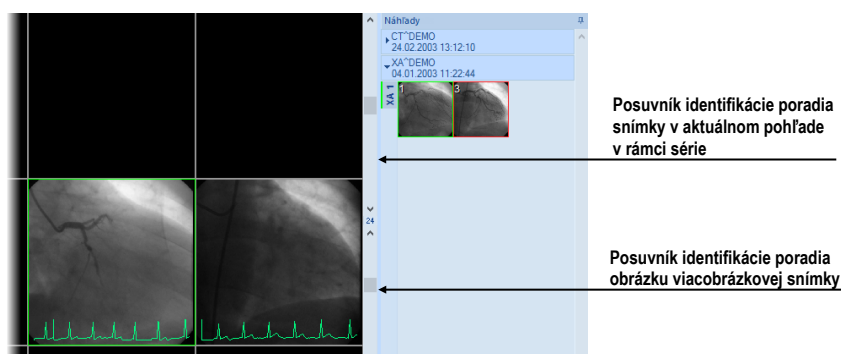 Náhľady
CT^DEMO
24.02.2003 13:12:10
XA^DEMO
04.01.2003 11:22:44
XA 1
1
3
24
Posuvník identifikácie poradia
snímky v aktuálnom pohľade
v rámci série
Posuvník identifikácie poradia
obrázku viacobrázkovej snímky